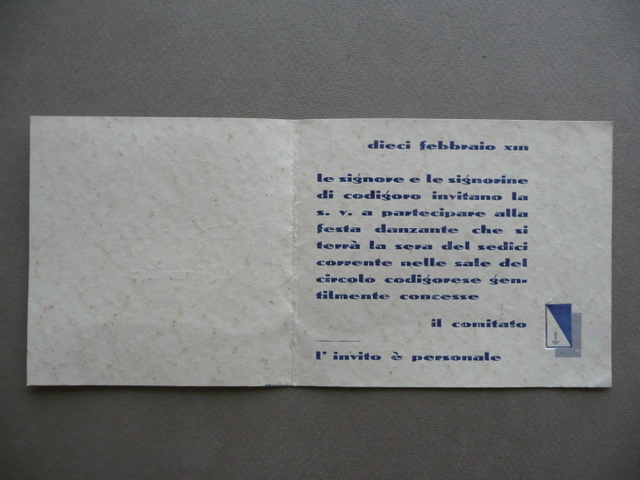 dieci febbraio XIII
le signore e le signorine
di codigoro invitano la
s. v. a partecipare alla
festa danzante che si
terrà la sera del sedici
corrente nelle sale del
circolo codigorese gen-
tilmente concesse
il comitato
l' invito è personale